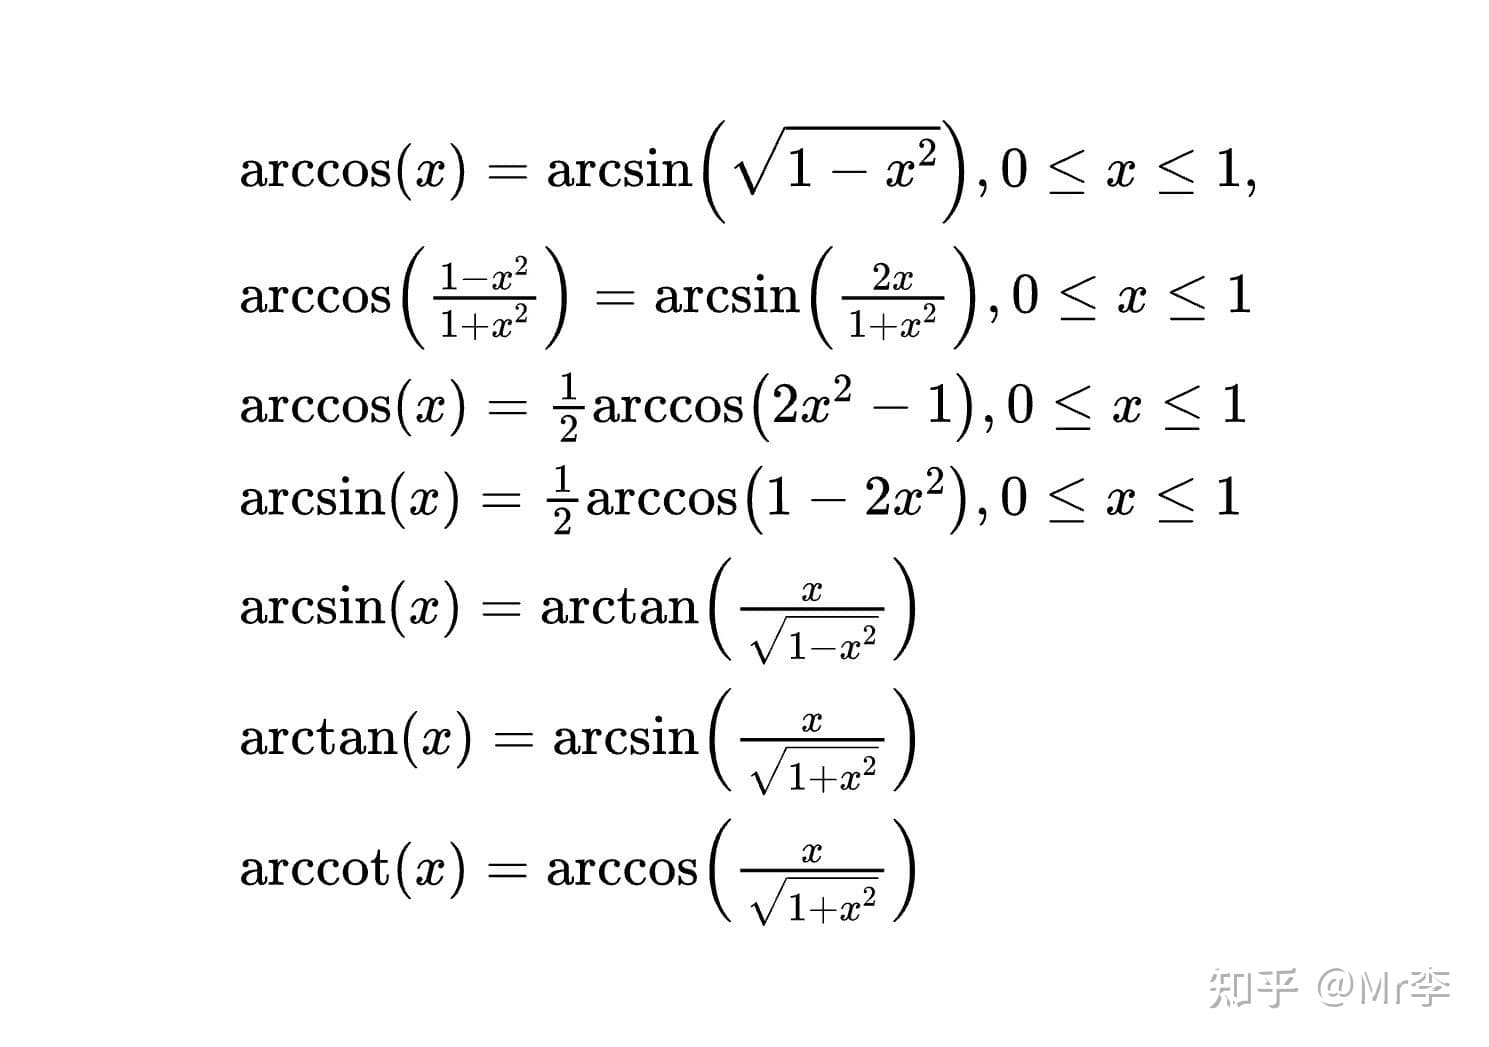 arccos(x) = arcsin(√(1 − x²)), 0 ≤ x ≤ 1,
arccos((1−x²)/(1+x²)) = arcsin(2x/(1+x²)), 0 ≤ x ≤ 1
arccos(x) = ½arccos(2x² − 1), 0 ≤ x ≤ 1
arcsin(x) = ½arccos(1 − 2x²), 0 ≤ x ≤ 1
arcsin(x) = arctan(x/√(1−x²))
arctan(x) = arcsin(x/√(1+x²))
arccot(x) = arccos(x/√(1+x²))
知乎 @Mr李